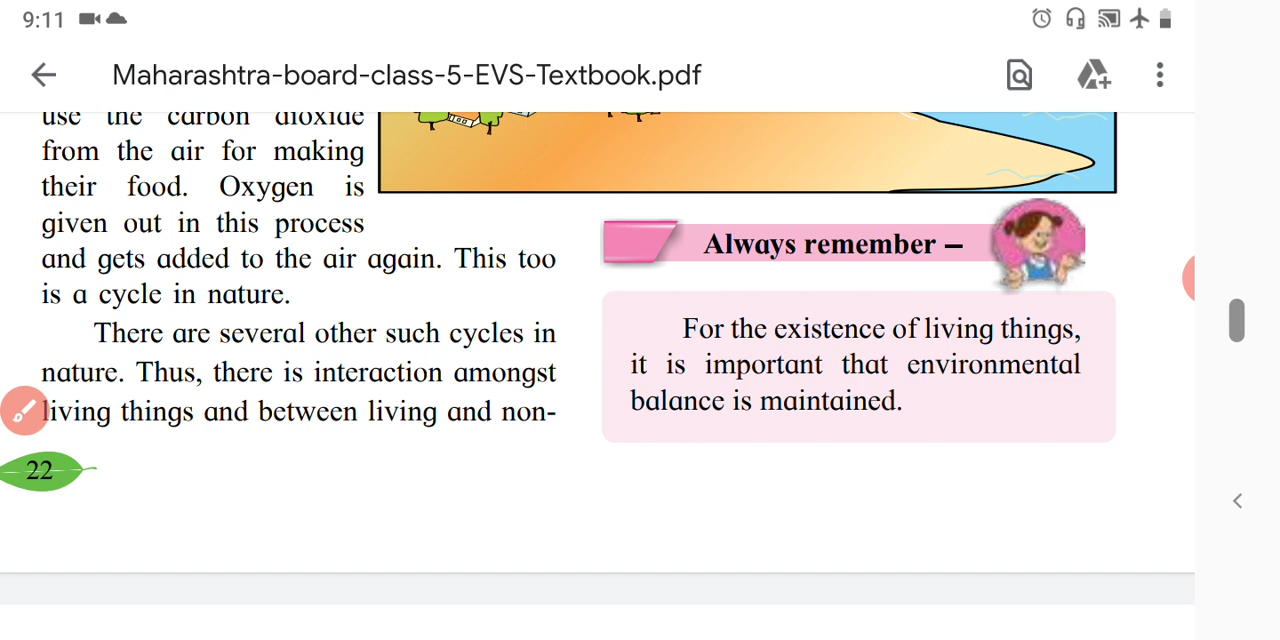 9:11
Maharashtra-board-class-5-EVS-Textbook.pdf
use the carbon dioxide
from the air for making
their food. Oxygen is
given out in this process
and gets added to the air again. This too
is a cycle in nature.
There are several other such cycles in
nature. Thus, there is interaction amongst
living things and between living and non-
22
Always remember –
For the existence of living things,
it is important that environmental
balance is maintained.